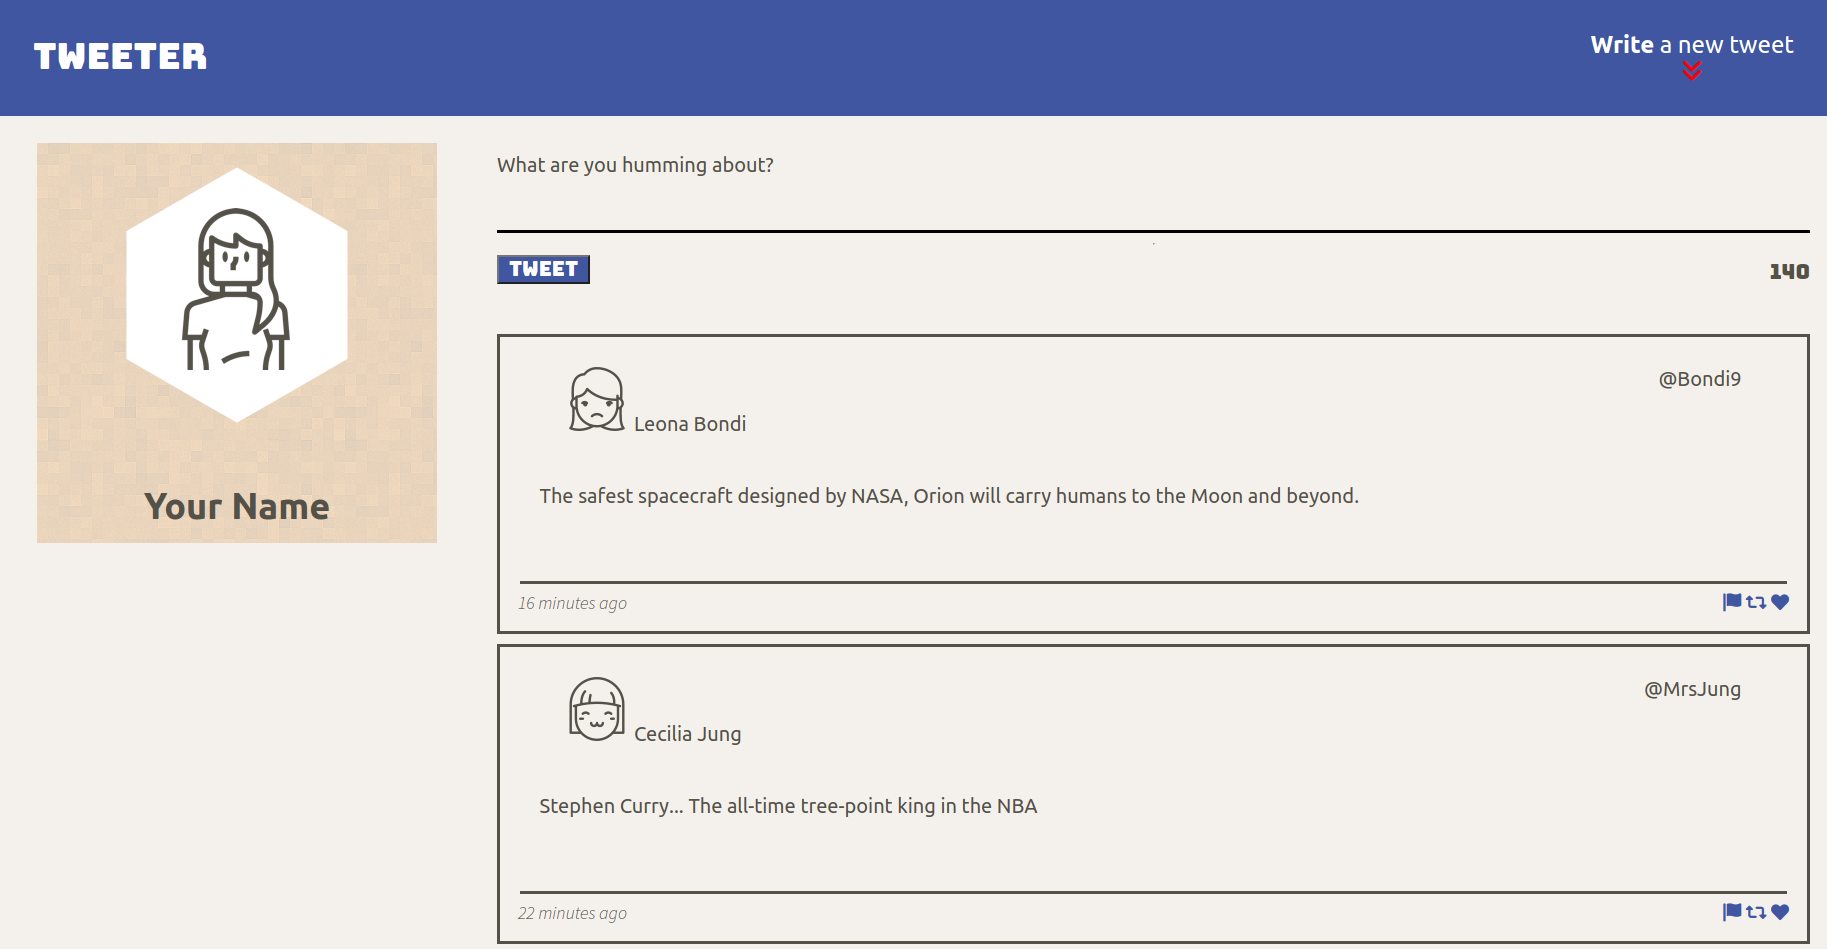 TWEETER
Write a new tweet
Your Name
What are you humming about?
TWEET
140
Leona Bondi
@Bondi9
The safest spacecraft designed by NASA, Orion will carry humans to the Moon and beyond.
16 minutes ago
Cecilia Jung
@MrsJung
Stephen Curry... The all-time tree-point king in the NBA
22 minutes ago